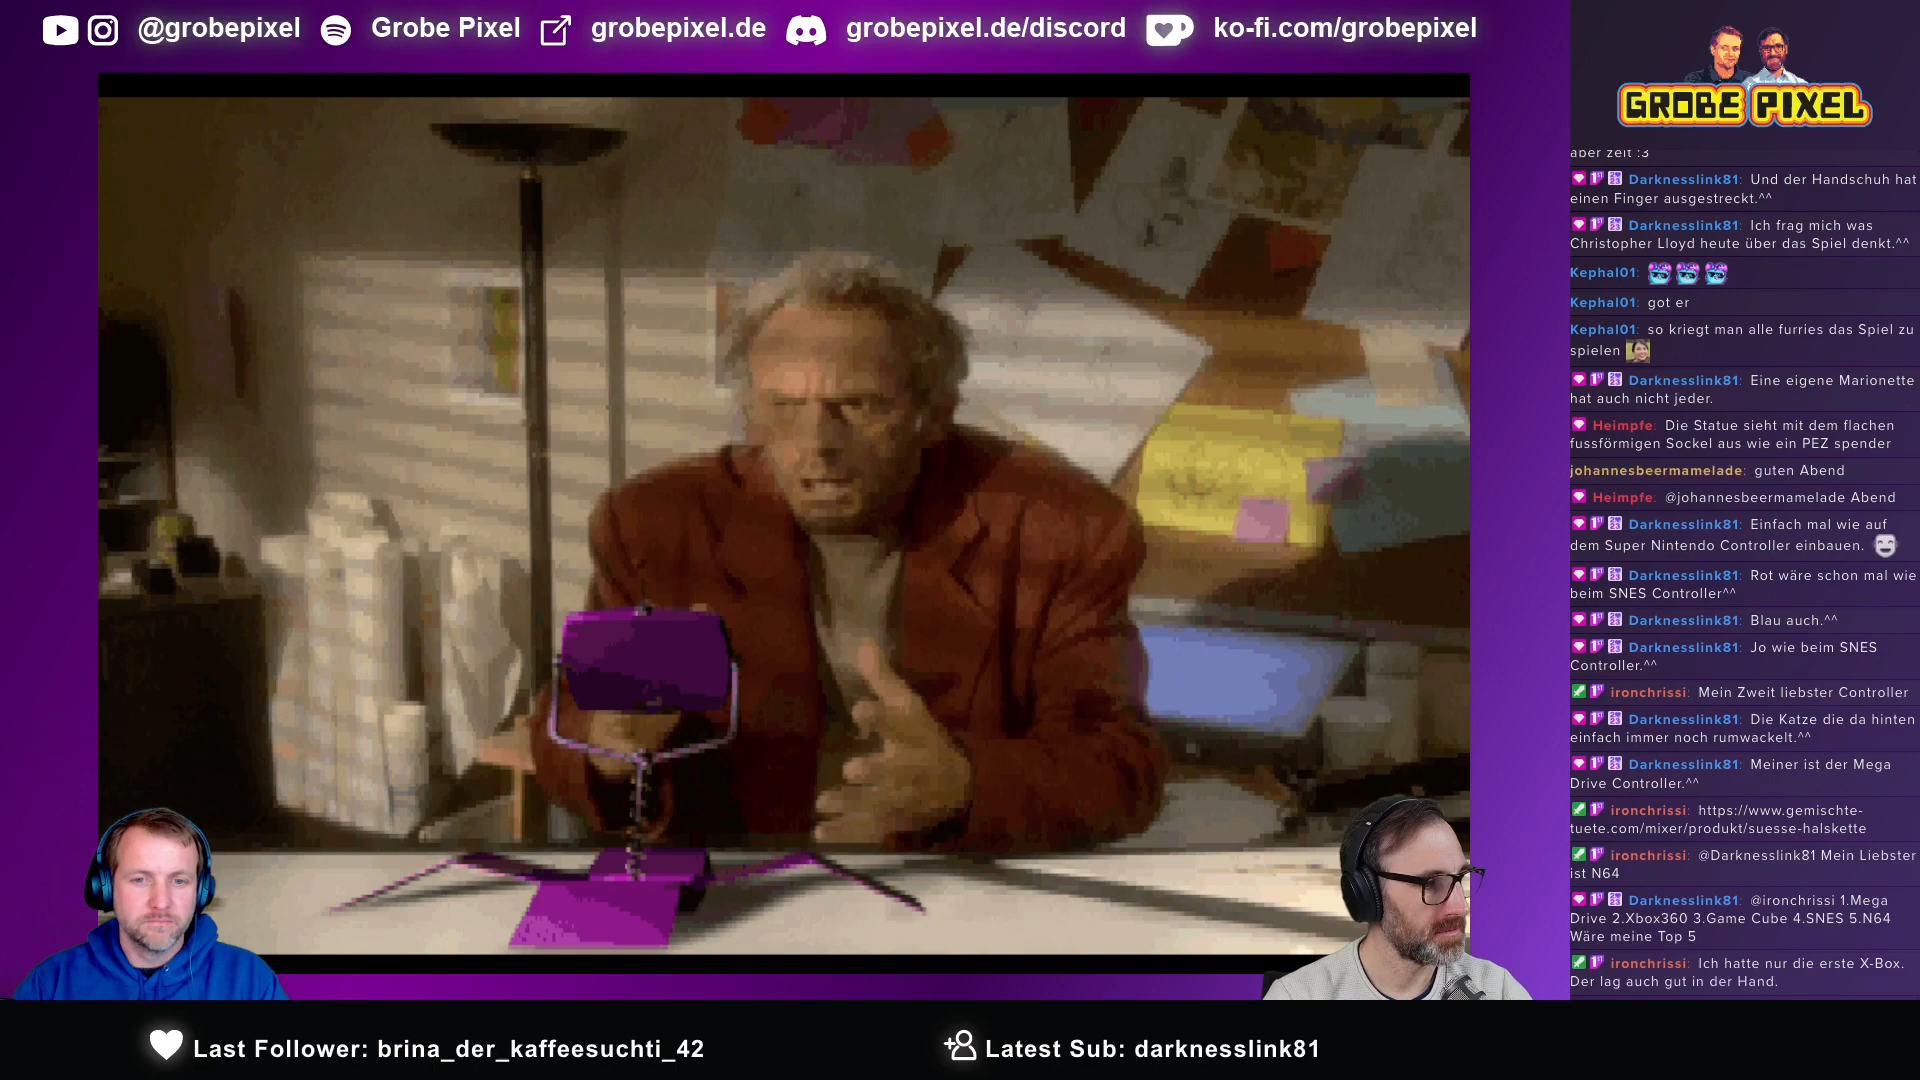 @grobepixel Grobe Pixel grobepixel.de grobepixel.de/discord ko-fi.com/grobepixel
GROBE PIXEL
aber zeit :3
Darknesslink81: Und der Handschuh hat
einen Finger ausgestreckt.^^
Darknesslink81: Ich frag mich was
Christopher Lloyd heute über das Spiel denkt.^^
Kephal01:
Kephal01: got er
Kephal01: so kriegt man alle furries das Spiel zu
spielen
Darknesslink81: Eine eigene Marionette
hat auch nicht jeder.
Heimpfe: Die Statue sieht mit dem flachen
fussförmigen Sockel aus wie ein PEZ spender
johannesbeermamelade: guten Abend
Heimpfe: @johannesbeermamelade Abend
Darknesslink81: Einfach mal wie auf
dem Super Nintendo Controller einbauen.
Darknesslink81: Rot wäre schon mal wie
beim SNES Controller^^
Darknesslink81: Blau auch.^^
Darknesslink81: Jo wie beim SNES
Controller.^^
ironchrissi: Mein Zweit liebster Controller
Darknesslink81: Die Katze die da hinten
einfach immer noch rumwackelt.^^
Darknesslink81: Meiner ist der Mega
Drive Controller.^^
ironchrissi: https://www.gemischte-
tuete.com/mixer/produkt/suesse-halskette
ironchrissi: @Darknesslink81 Mein Liebster
ist N64
Darknesslink81: @ironchrissi 1.Mega
Drive 2.Xbox360 3.Game Cube 4.SNES 5.N64
Wäre meine Top 5
ironchrissi: Ich hatte nur die erste X-Box.
Der lag auch gut in der Hand.
Last Follower: brina_der_kaffeesuchti_42
Latest Sub: darknesslink81